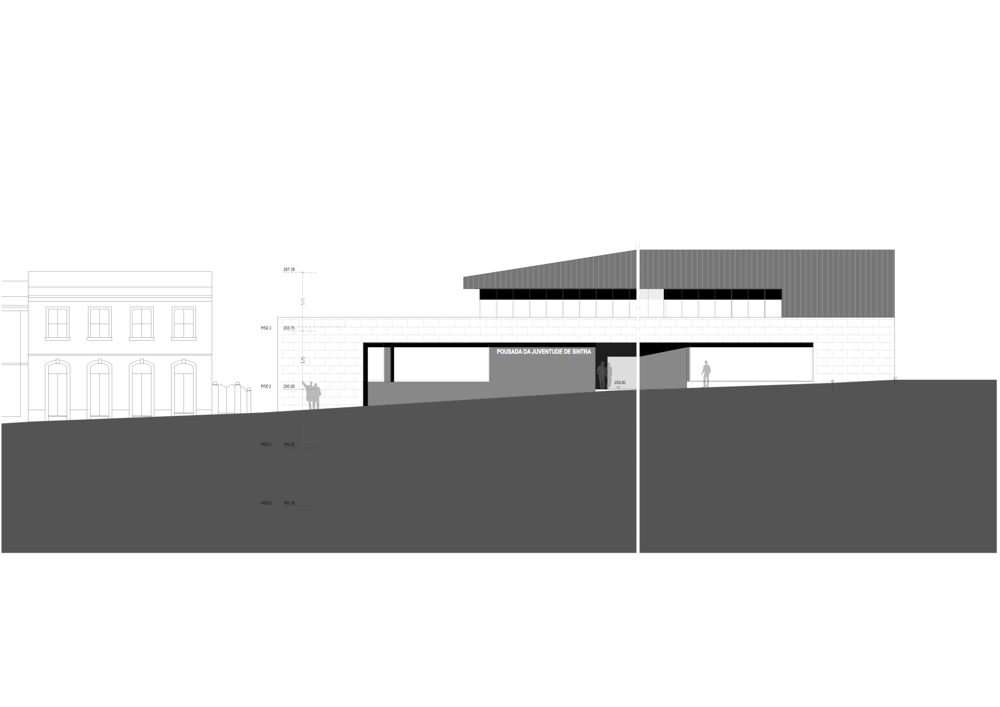 207.50
3,75
PISO 3 203.75
POUSADA DA JUVENTUDE DE SINTRA
3,75
200.00
PISO 2 200.00
PISO 1 196.25
PISO 0 192.50